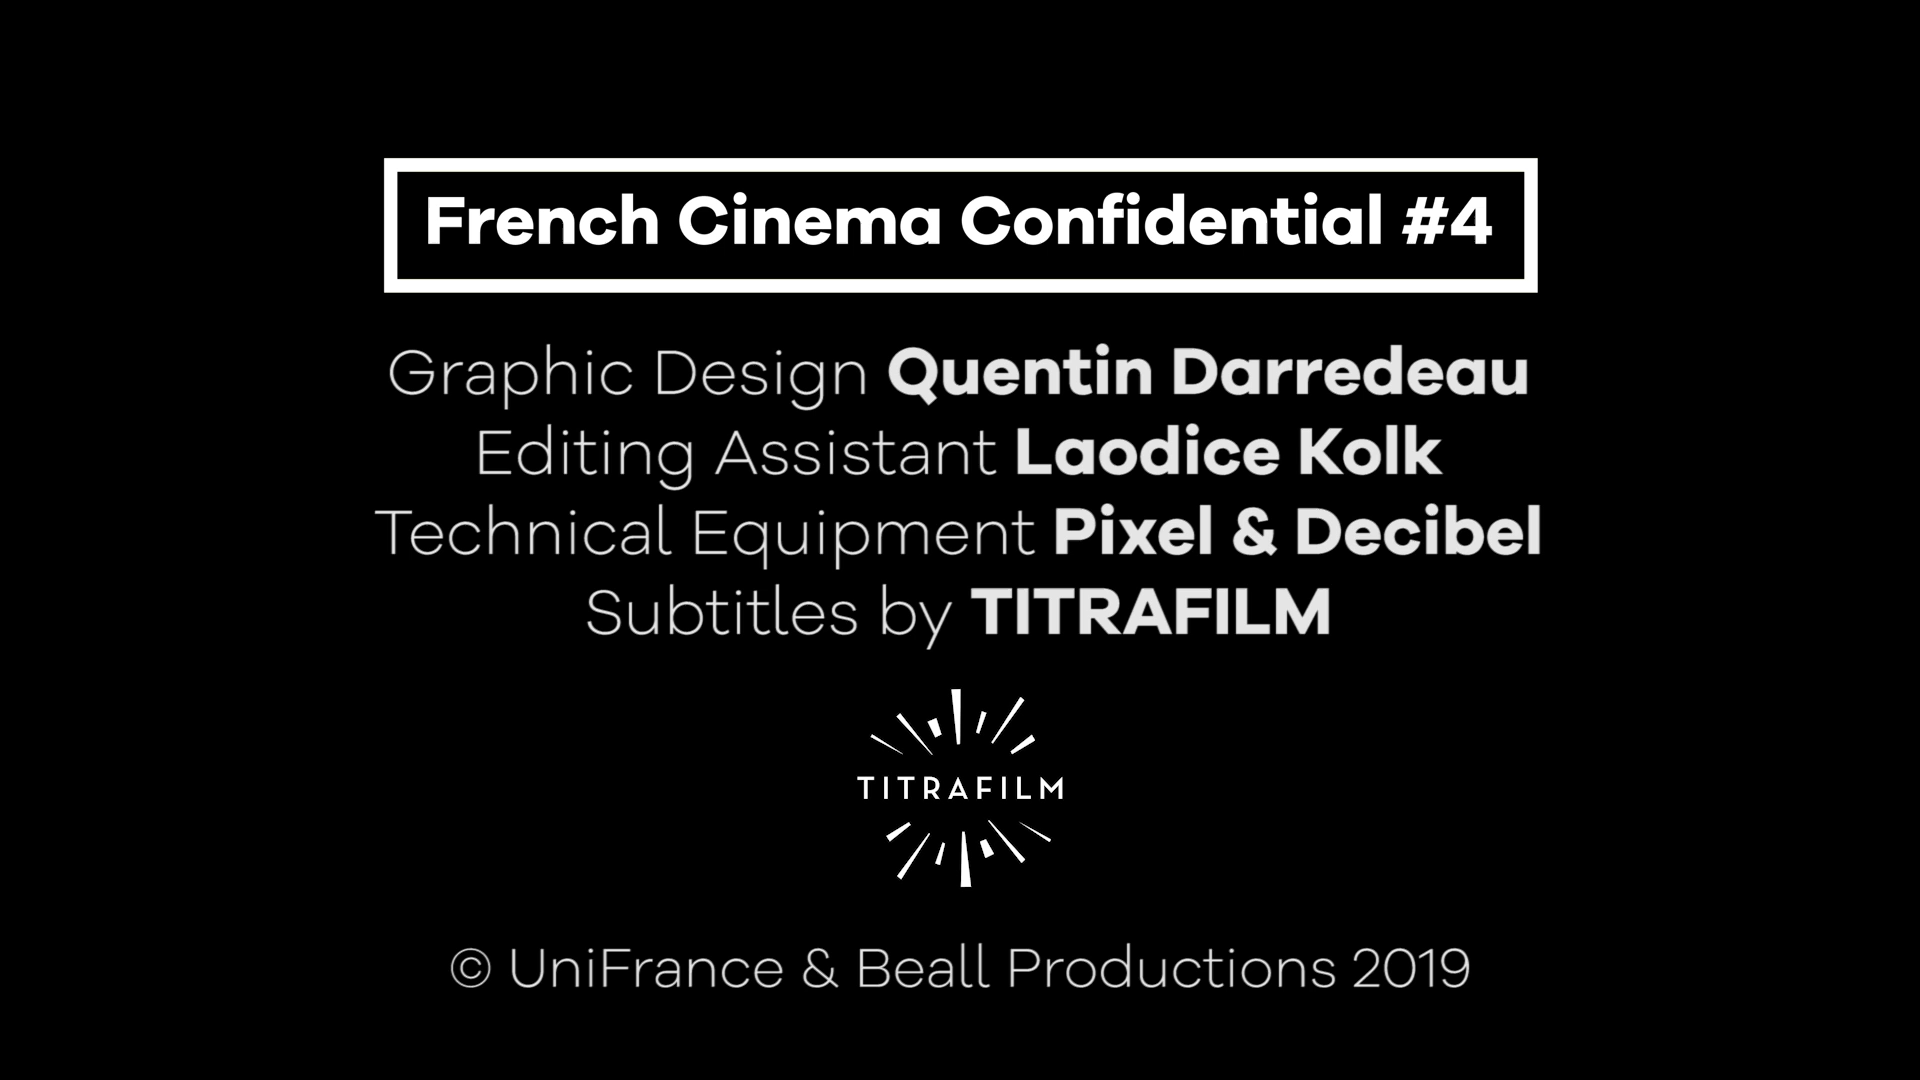 French Cinema Confidential #4
Graphic Design Quentin Darredeau
Editing Assistant Laodice Kolk
Technical Equipment Pixel & Decibel
Subtitles by TITRAFILM
TITRAFILM
© UniFrance & Beall Productions 2019